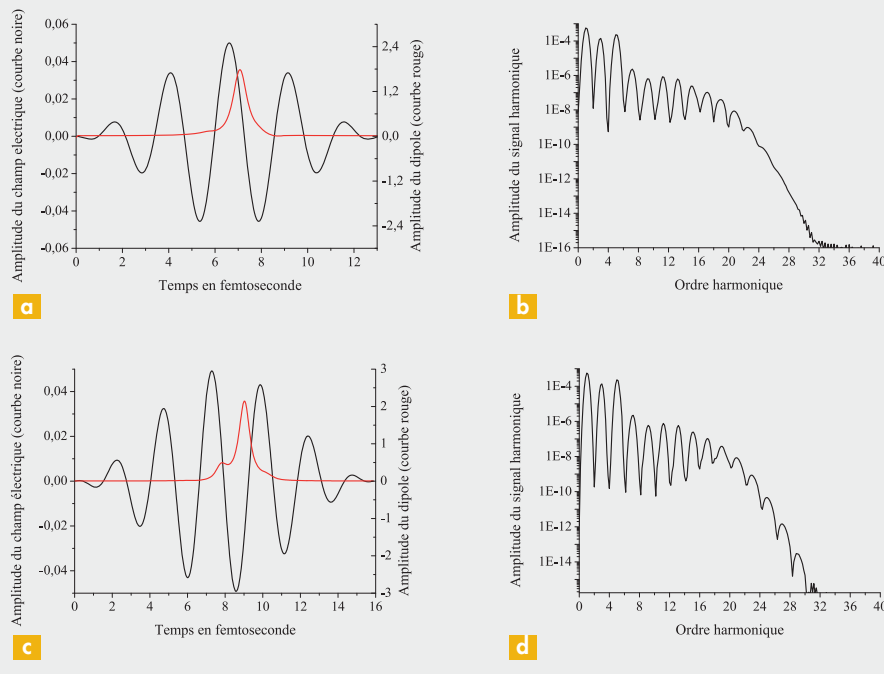 Amplitude du champ electrique (courbe noire)
0,06
0,04
0,02
0,00
-0,02
-0,04
-0,06
0 2 4 6 8 10 12
Temps en femtoseconde
2,4
1,2
0,0
-1,2
-2,4
Amplitude du dipole (courbe rouge)
a
Amplitude du signal harmonique
1E-4
1E-6
1E-8
1E-10
1E-12
1E-14
1E-16
0 4 8 12 16 20 24 28 32 36 40
Ordre harmonique
b
Amplitude du champ électrique (courbe noire)
0,04
0,02
0,00
-0,02
-0,04
0 2 4 6 8 10 12 14 16
Temps en femtoseconde
3
2
1
0
-1
-2
-3
Amplitude du dipole (courbe rouge)
c
Amplitude du signal harmonique
1E-4
1E-6
1E-8
1E-10
1E-12
1E-14
0 4 8 12 16 20 24 28 32 36 40
Ordre harmonique
d